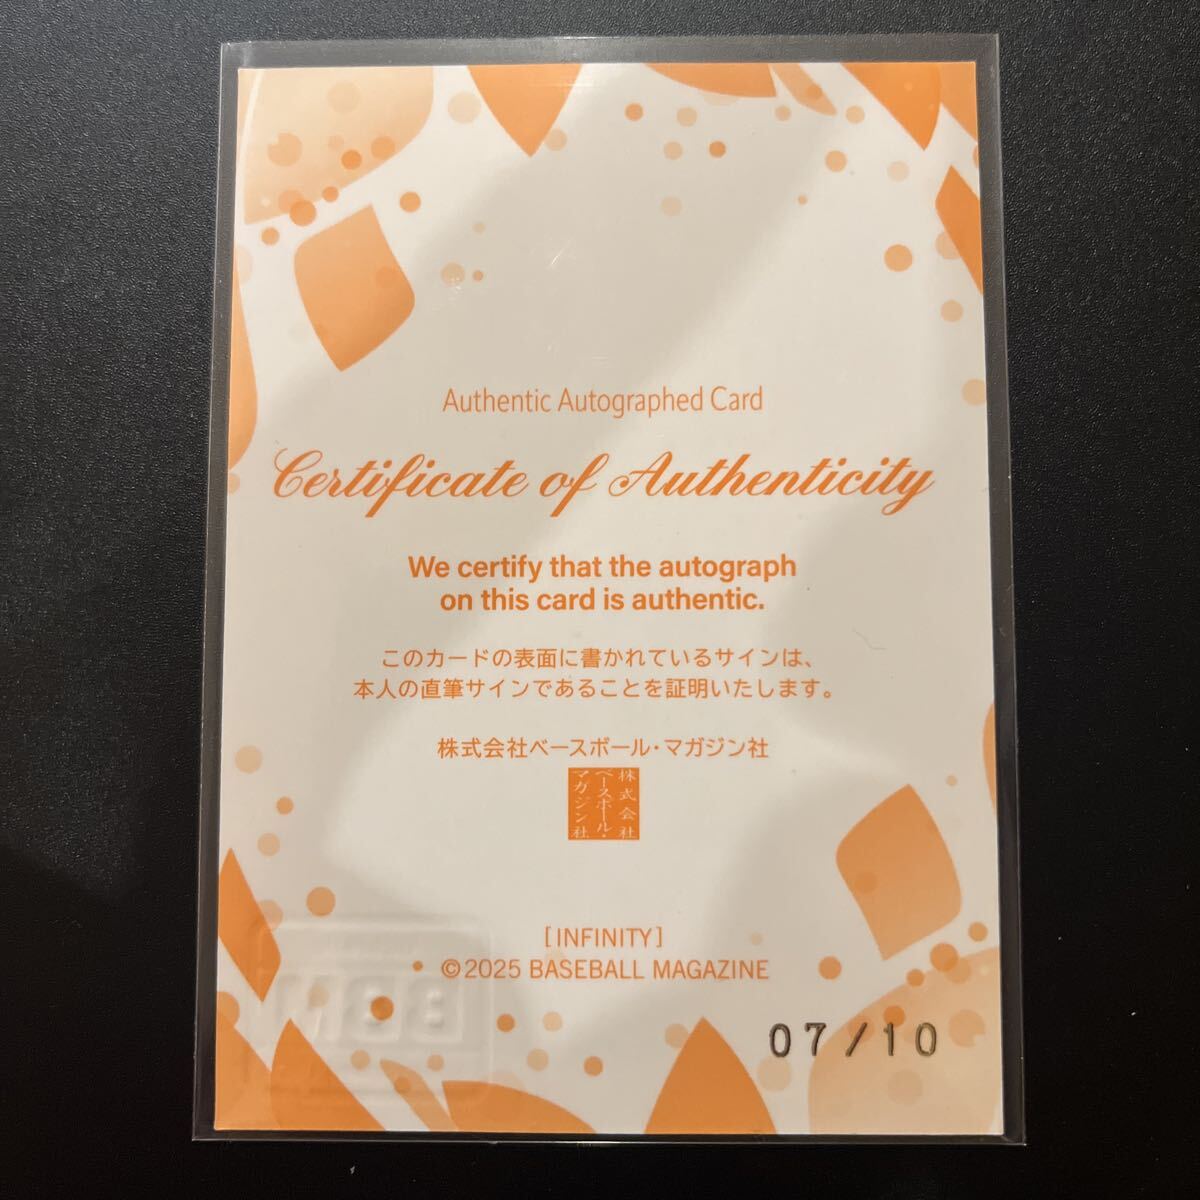 Authentic Autographed Card
Certificate of Authenticity
We certify that the autograph
on this card is authentic.
このカードの表面に書かれているサインは、
本人の直筆サインであることを証明いたします。
株式会社ベースボール・マガジン社
株式会社
ベースボール・
マガジン社
[INFINITY]
©2025 BASEBALL MAGAZINE
07/10